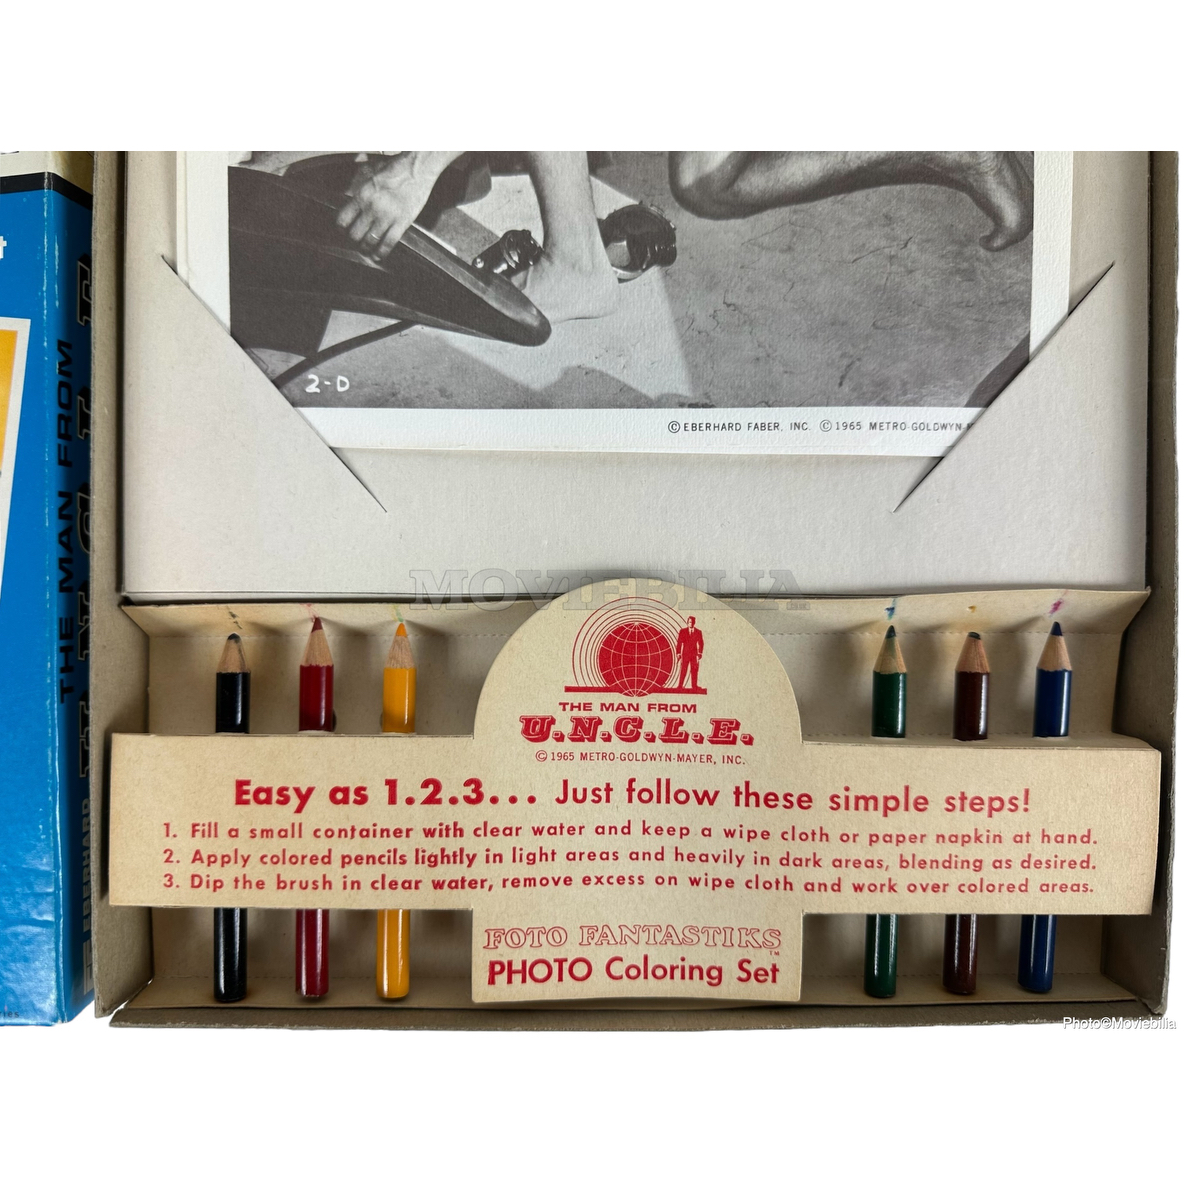 2-D
© EBERHARD FABER, INC. © 1965 METRO-GOLDWYN-
THE MAN FROM
U.N.C.L.E.
EBERHARD
MOVIEBILIA
THE MAN FROM
U.N.C.L.E.
© 1965 METRO-GOLDWYN-MAYER, INC.
Easy as 1.2.3... Just follow these simple steps!
1. Fill a small container with clear water and keep a wipe cloth or paper napkin at hand.
2. Apply colored pencils lightly in light areas and heavily in dark areas, blending as desired.
3. Dip the brush in clear water, remove excess on wipe cloth and work over colored areas.
FOTO FANTASTIKS™
PHOTO Coloring Set
Photo©Moviebilia